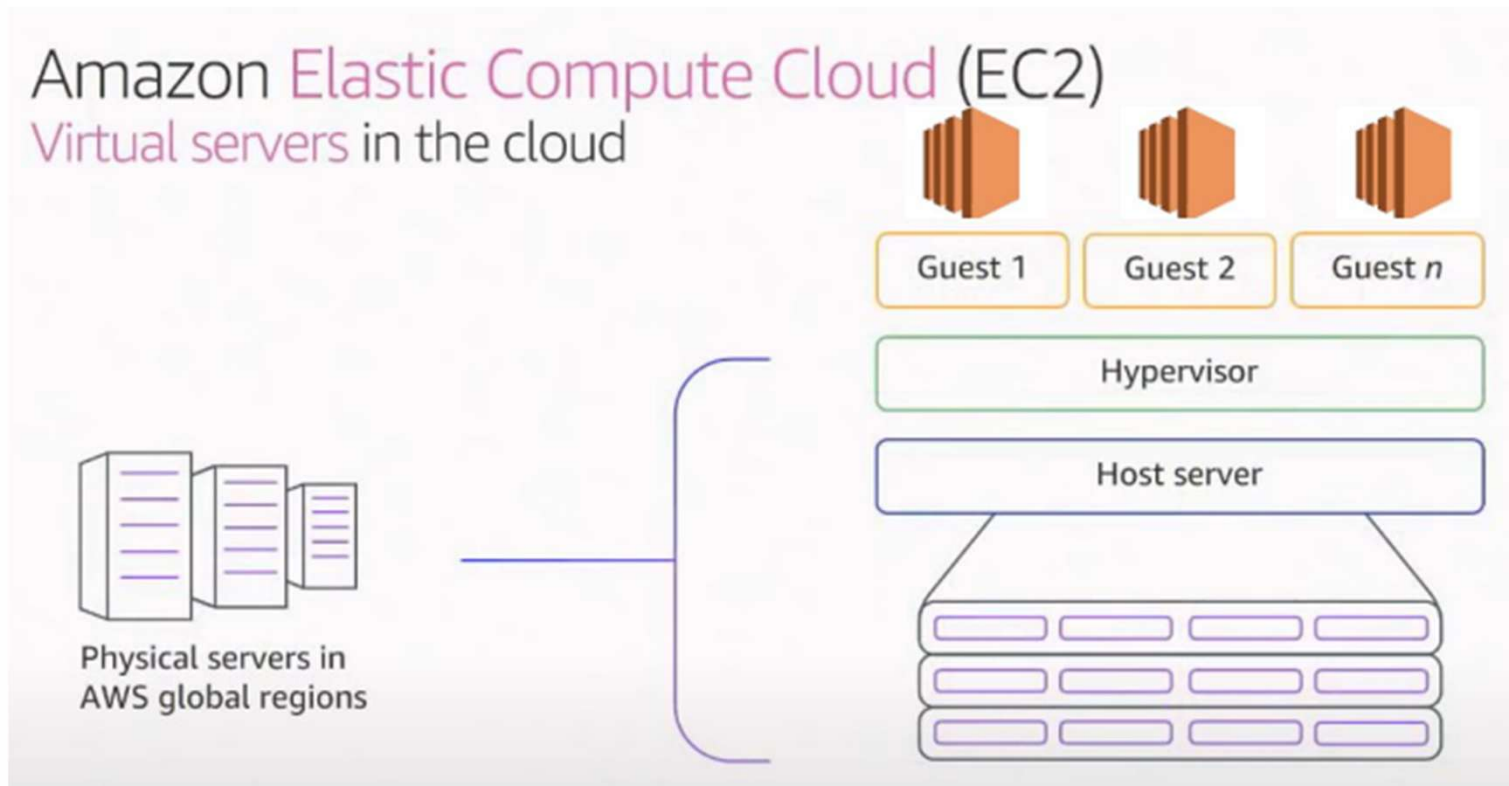 Amazon Elastic Compute Cloud (EC2)
Virtual servers in the cloud
Guest 1
Guest 2
Guest n
Hypervisor
Host server
Physical servers in
AWS global regions